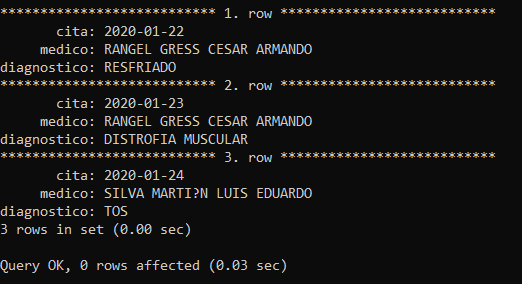 *************************** 1. row ***************************
cita: 2020-01-22
medico: RANGEL GRESS CESAR ARMANDO
diagnostico: RESFRIADO
*************************** 2. row ***************************
cita: 2020-01-23
medico: RANGEL GRESS CESAR ARMANDO
diagnostico: DISTROFIA MUSCULAR
*************************** 3. row ***************************
cita: 2020-01-24
medico: SILVA MARTI?N LUIS EDUARDO
diagnostico: TOS
3 rows in set (0.00 sec)
Query OK, 0 rows affected (0.03 sec)